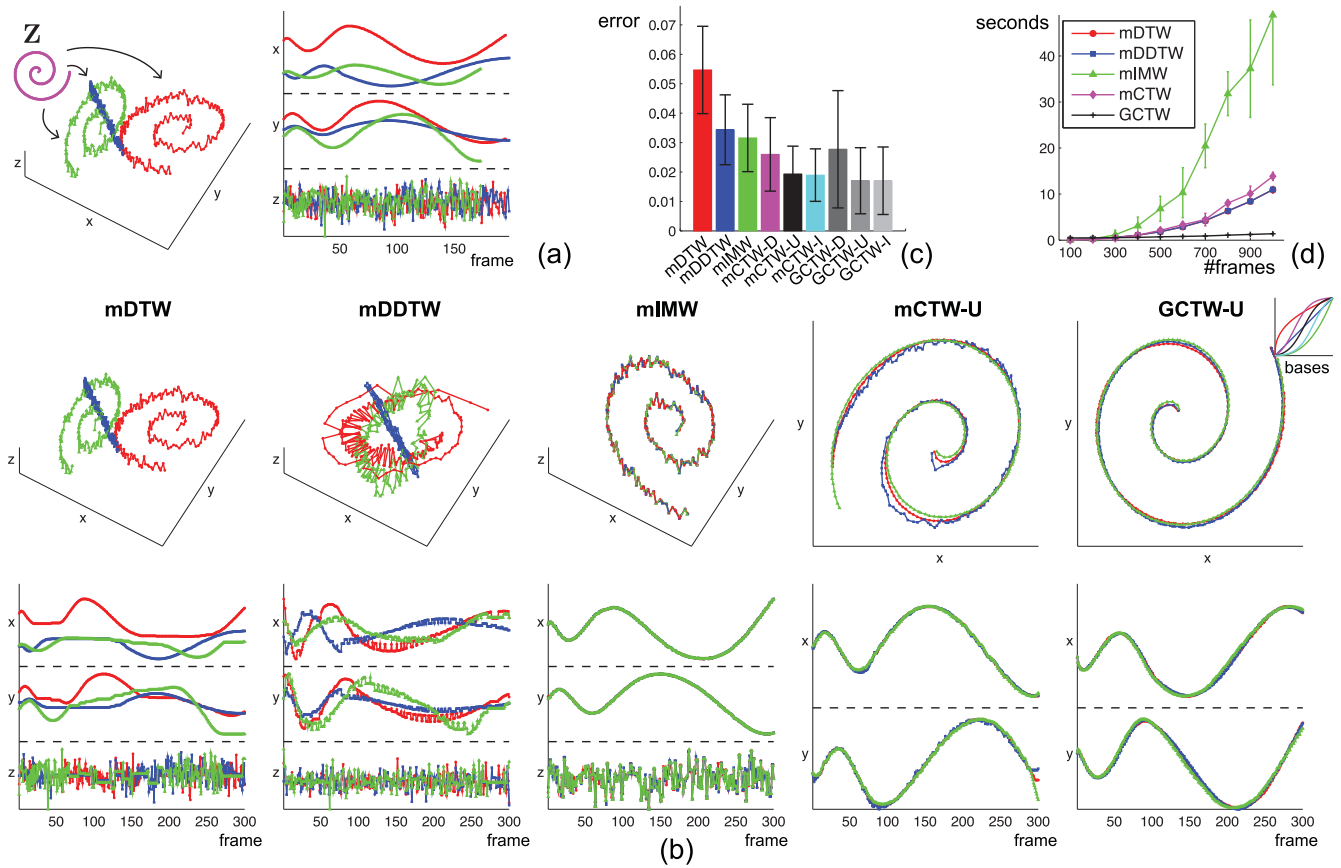 Z
z
x
y
x
y
z
50
100
150
frame
(a)
error
0.07
0.06
0.05
0.04
0.03
0.02
0.01
0
mDTW
mDDTW
mIMW
mCTW-D
mCTW-U
mCTW-I
GCTW-D
GCTW-U
GCTW-I
(c)
seconds
40
30
20
10
0
mDTW
mDDTW
mIMW
mCTW
GCTW
100
300
500
700
900
#frames
(d)
mDTW
mDDTW
mIMW
mCTW-U
GCTW-U
z
x
y
z
x
y
z
x
y
y
x
y
x
bases
x
y
z
50 100 150 200 250 300
frame
x
y
z
50 100 150 200 250 300
frame
x
y
z
50 100 150 200 250 300
frame
x
y
50 100 150 200 250 300
frame
x
y
50 100 150 200 250 300
frame
(b)